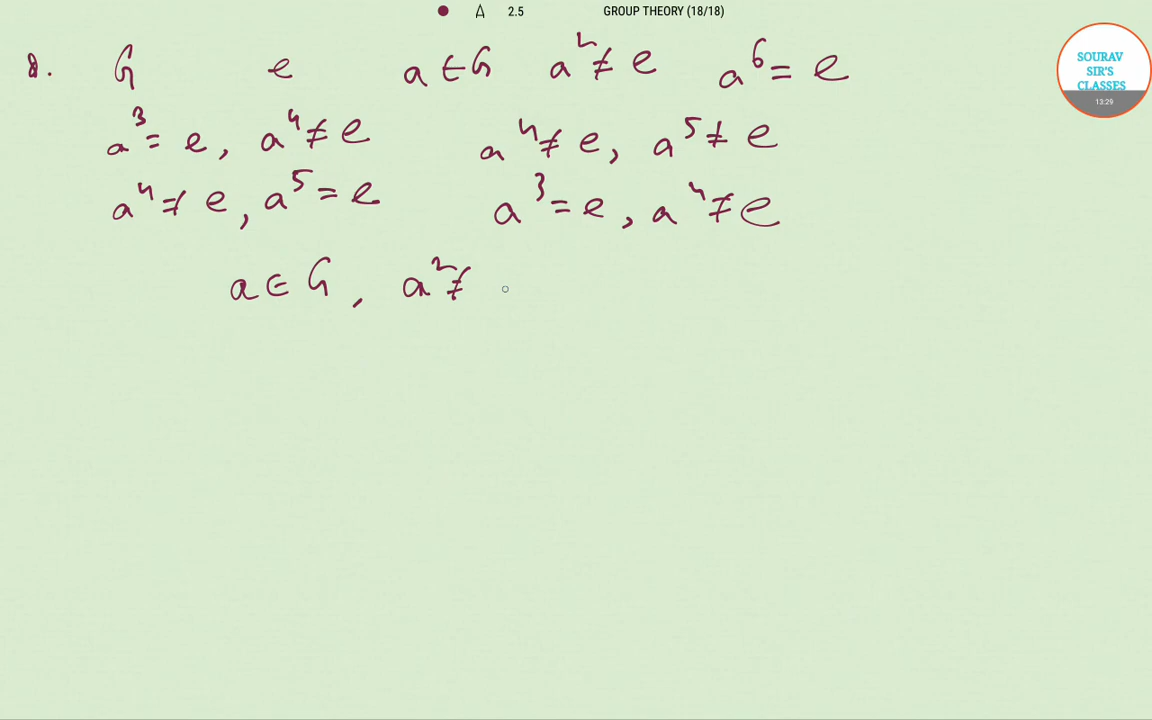 A 2.5 GROUP THEORY (18/18)
SOURAV
SIR'S
CLASSES
13:29
8. G e a ∈ G a² ≠ e a⁶ = e
a³ = e, a⁴ ≠ e a⁴ ≠ e, a⁵ ≠ e
a⁴ ≠ e, a⁵ = e a³ = e, a⁴ ≠ e
a ∈ G, a² ≠